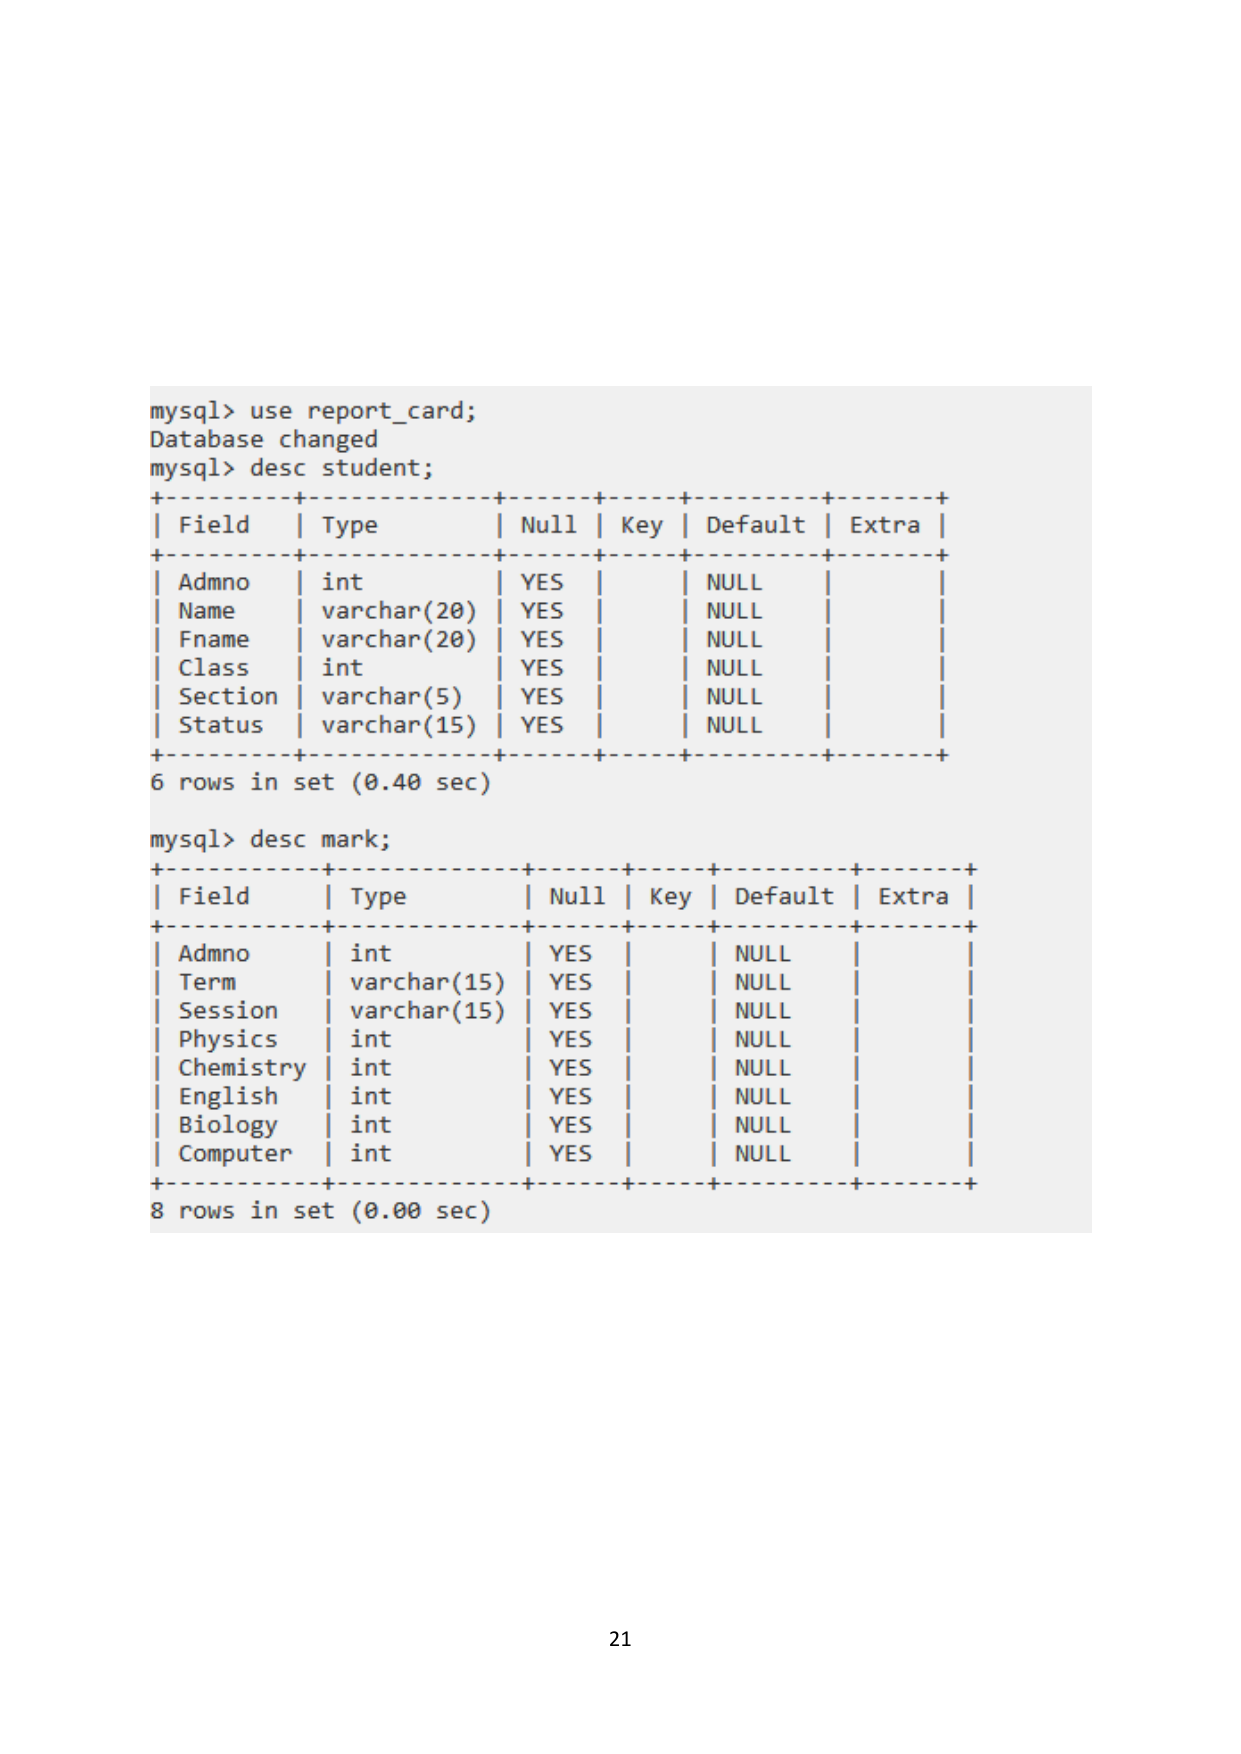 mysql> use report_card;
Database changed
mysql> desc student;
+---------+-------------+------+-----+---------+-------+
| Field   | Type        | Null | Key | Default | Extra |
+---------+-------------+------+-----+---------+-------+
| Admno   | int         | YES  |     | NULL    |       |
| Name    | varchar(20) | YES  |     | NULL    |       |
| Fname   | varchar(20) | YES  |     | NULL    |       |
| Class   | int         | YES  |     | NULL    |       |
| Section | varchar(5)  | YES  |     | NULL    |       |
| Status  | varchar(15) | YES  |     | NULL    |       |
+---------+-------------+------+-----+---------+-------+
6 rows in set (0.40 sec)

mysql> desc mark;
+-----------+-------------+------+-----+---------+-------+
| Field     | Type        | Null | Key | Default | Extra |
+-----------+-------------+------+-----+---------+-------+
| Admno     | int         | YES  |     | NULL    |       |
| Term      | varchar(15) | YES  |     | NULL    |       |
| Session   | varchar(15) | YES  |     | NULL    |       |
| Physics   | int         | YES  |     | NULL    |       |
| Chemistry | int         | YES  |     | NULL    |       |
| English   | int         | YES  |     | NULL    |       |
| Biology   | int         | YES  |     | NULL    |       |
| Computer  | int         | YES  |     | NULL    |       |
+-----------+-------------+------+-----+---------+-------+
8 rows in set (0.00 sec)
21